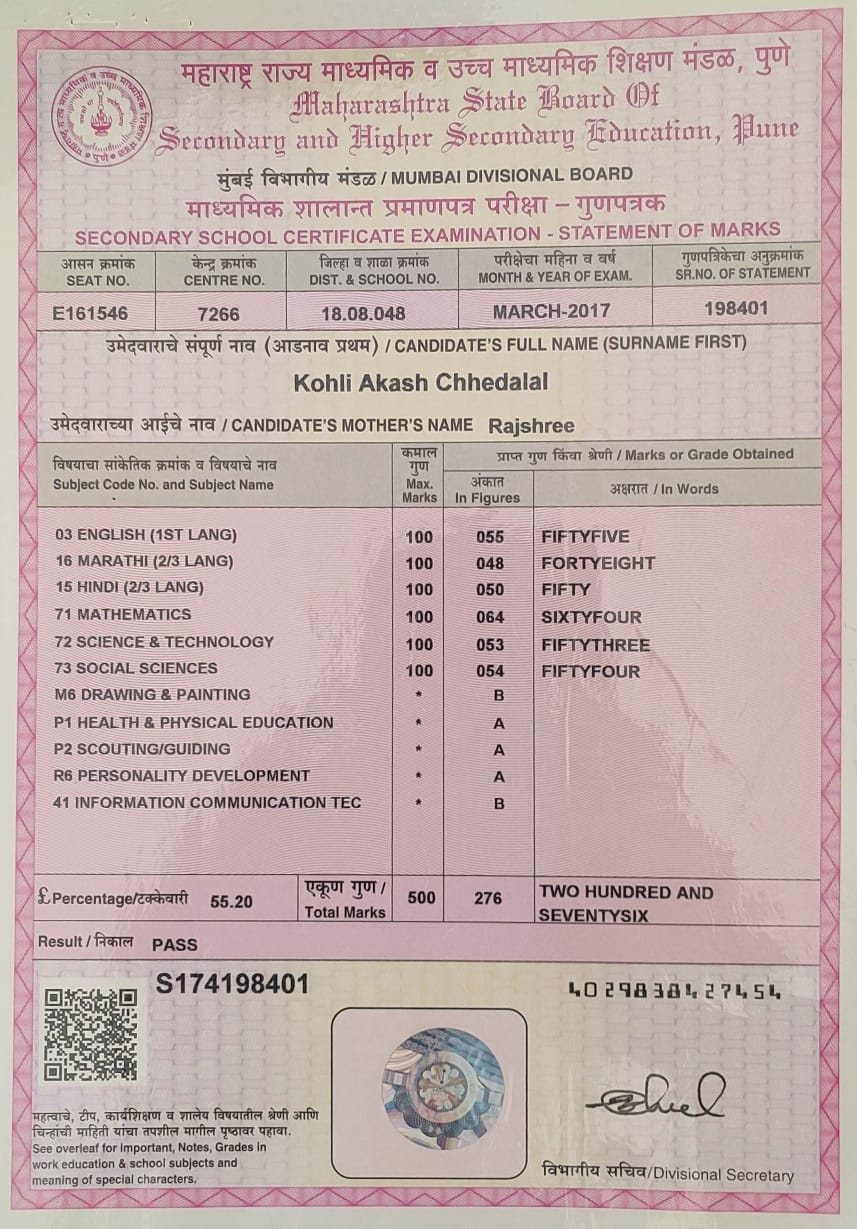 महाराष्ट्र राज्य माध्यमिक व उच्च माध्यमिक शिक्षण मंडळ, पुणे
Maharashtra State Board Of
Secondary and Higher Secondary Education, Pune
मुंबई विभागीय मंडळ / MUMBAI DIVISIONAL BOARD
माध्यमिक शालान्त प्रमाणपत्र परीक्षा – गुणपत्रक
SECONDARY SCHOOL CERTIFICATE EXAMINATION - STATEMENT OF MARKS
आसन क्रमांक केन्द्र क्रमांक जिल्हा व शाळा क्रमांक परीक्षेचा महिना व वर्ष गुणपत्रिकेचा अनुक्रमांक
SEAT NO. CENTRE NO. DIST. & SCHOOL NO. MONTH & YEAR OF EXAM. SR.NO. OF STATEMENT
E161546 7266 18.08.048 MARCH-2017 198401
उमेदवाराचे संपूर्ण नाव (आडनाव प्रथम) / CANDIDATE'S FULL NAME (SURNAME FIRST)
Kohli Akash Chhedalal
उमेदवाराच्या आईचे नाव / CANDIDATE'S MOTHER'S NAME Rajshree
विषयाचा सांकेतिक क्रमांक व विषयाचे नाव
Subject Code No. and Subject Name
कमाल
गुण
Max.
Marks
प्राप्त गुण किंवा श्रेणी / Marks or Grade Obtained
अंकात
In Figures
अक्षरात / In Words
03 ENGLISH (1ST LANG) 100 055 FIFTYFIVE
16 MARATHI (2/3 LANG) 100 048 FORTYEIGHT
15 HINDI (2/3 LANG) 100 050 FIFTY
71 MATHEMATICS 100 064 SIXTYFOUR
72 SCIENCE & TECHNOLOGY 100 053 FIFTYTHREE
73 SOCIAL SCIENCES 100 054 FIFTYFOUR
M6 DRAWING & PAINTING * B
P1 HEALTH & PHYSICAL EDUCATION * A
P2 SCOUTING/GUIDING * A
R6 PERSONALITY DEVELOPMENT * A
41 INFORMATION COMMUNICATION TEC * B
£ Percentage/टक्केवारी 55.20
एकूण गुण /
Total Marks
500 276
TWO HUNDRED AND
SEVENTYSIX
Result / निकाल PASS
S174198401
4029838427454
महत्वाचे, टीप, कार्यशिक्षण व शालेय विषयातील श्रेणी आणि
चिन्हांची माहिती यांचा तपशील मागील पृष्ठावर पहावा.
See overleaf for Important, Notes, Grades in
work education & school subjects and
meaning of special characters.
विभागीय सचिव/Divisional Secretary